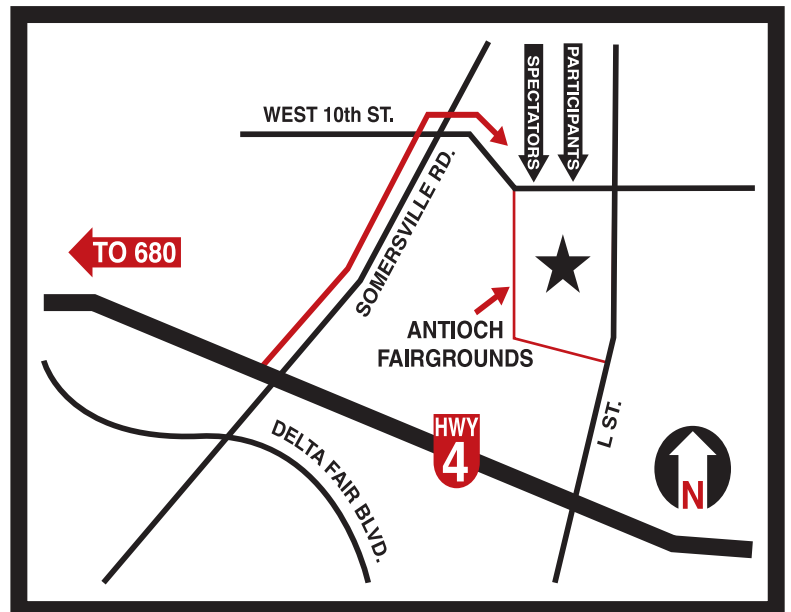 SPECTATORS
PARTICIPANTS
WEST 10th ST.
SOMERSVILLE RD.
TO 680
ANTIOCH
FAIRGROUNDS
HWY
4
DELTA FAIR BLVD.
L ST.
N